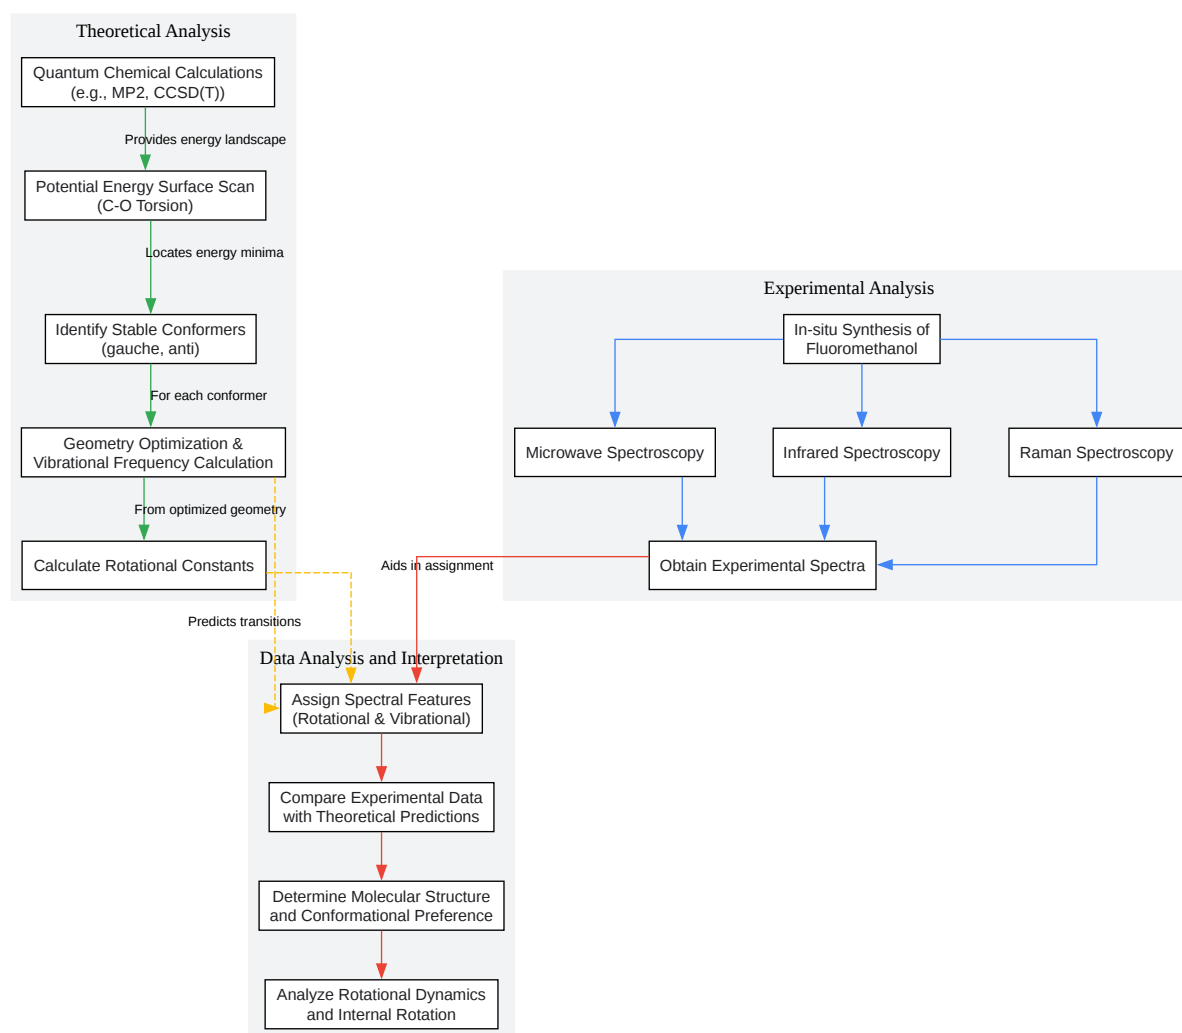 Theoretical Analysis
Quantum Chemical Calculations
(e.g., MP2, CCSD(T))
Provides energy landscape
Potential Energy Surface Scan
(C-O Torsion)
Locates energy minima
Identify Stable Conformers
(gauche, anti)
For each conformer
Geometry Optimization &
Vibrational Frequency Calculation
From optimized geometry
Calculate Rotational Constants
Experimental Analysis
In-situ Synthesis of
Fluoromethanol
Microwave Spectroscopy
Infrared Spectroscopy
Raman Spectroscopy
Obtain Experimental Spectra
Aids in assignment
Predicts transitions
Data Analysis and Interpretation
Assign Spectral Features
(Rotational & Vibrational)
Compare Experimental Data
with Theoretical Predictions
Determine Molecular Structure
and Conformational Preference
Analyze Rotational Dynamics
and Internal Rotation